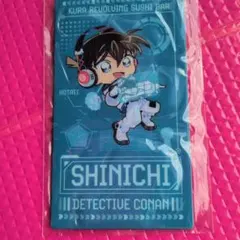 KURA REVOLVING SUSHI BAR
SHINICHI
DETECTIVE CONAN